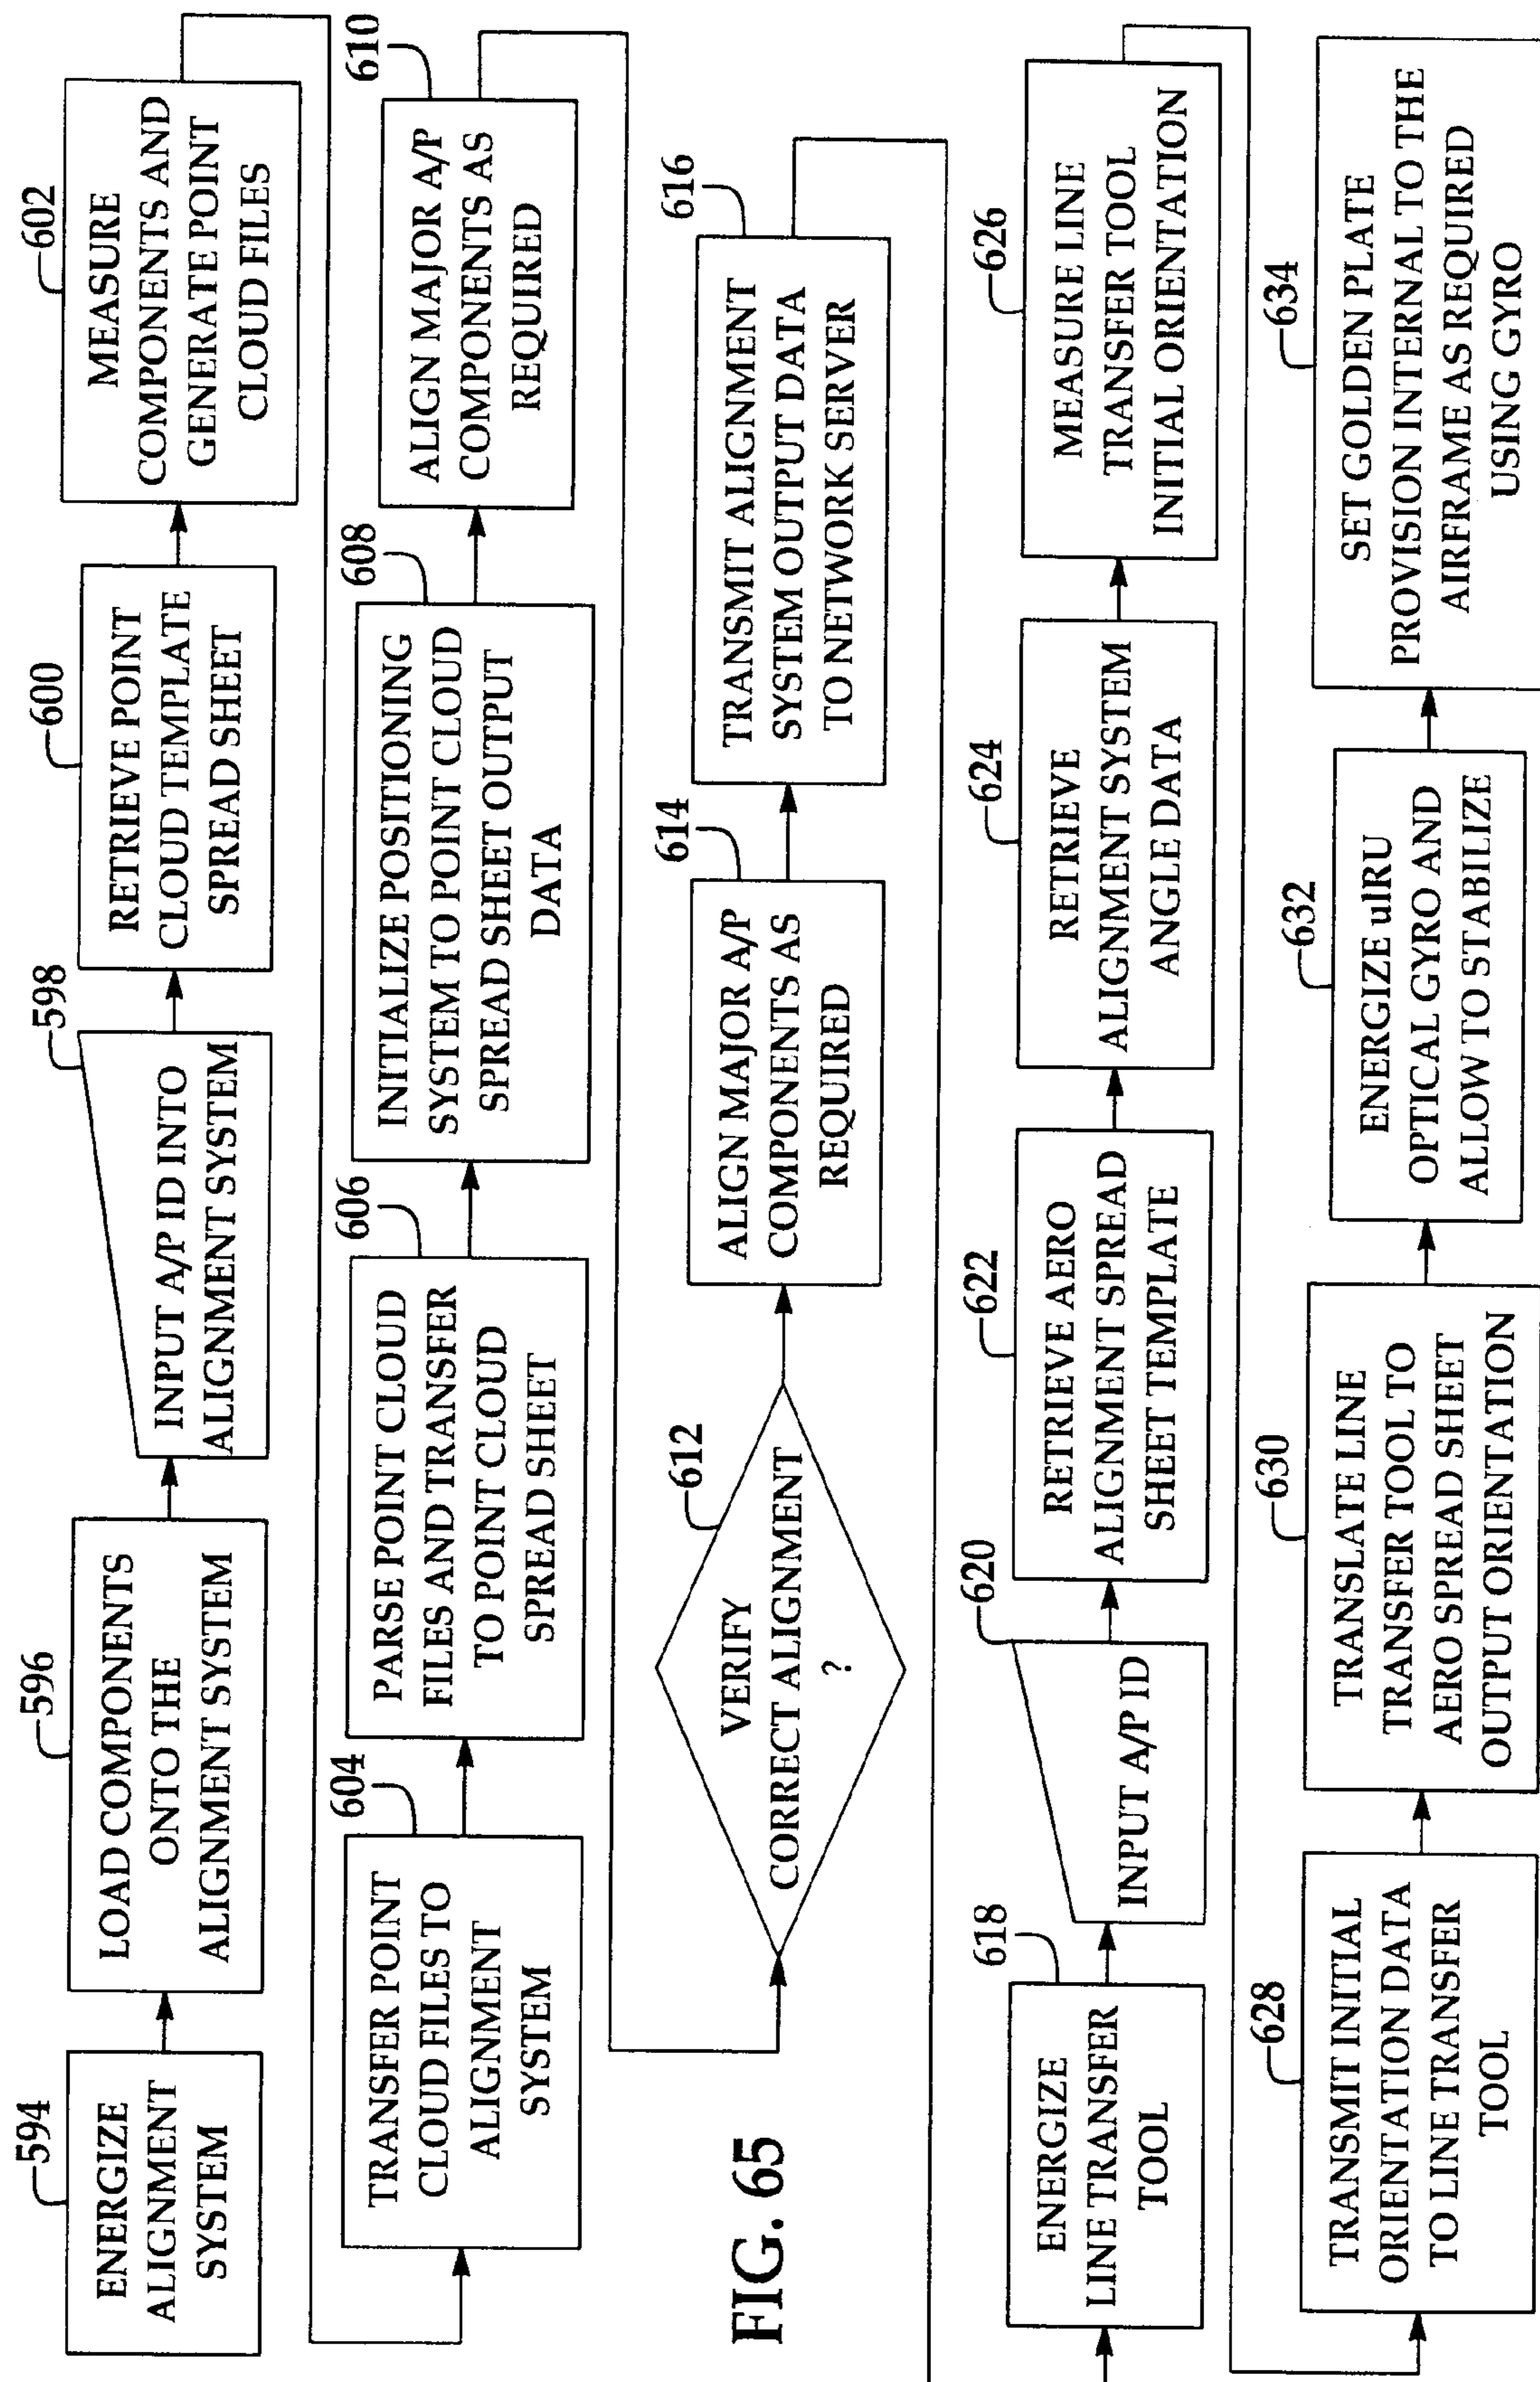 594
ENERGIZE
ALIGNMENT
SYSTEM
596
LOAD COMPONENTS
ONTO THE
ALIGNMENT SYSTEM
598
INPUT A/P ID INTO
ALIGNMENT SYSTEM
600
RETRIEVE POINT
CLOUD TEMPLATE
SPREAD SHEET
602
MEASURE
COMPONENTS AND
GENERATE POINT
CLOUD FILES
604
TRANSFER POINT
CLOUD FILES TO
ALIGNMENT
SYSTEM
606
PARSE POINT CLOUD
FILES AND TRANSFER
TO POINT CLOUD
SPREAD SHEET
608
INITIALIZE POSITIONING
SYSTEM TO POINT CLOUD
SPREAD SHEET OUTPUT
DATA
610
ALIGN MAJOR A/P
COMPONENTS AS
REQUIRED
612
VERIFY
CORRECT ALIGNMENT
?
614
ALIGN MAJOR A/P
COMPONENTS AS
REQUIRED
616
TRANSMIT ALIGNMENT
SYSTEM OUTPUT DATA
TO NETWORK SERVER
FIG. 65
618
ENERGIZE
LINE TRANSFER
TOOL
620
INPUT A/P ID
622
RETRIEVE AERO
ALIGNMENT SPREAD
SHEET TEMPLATE
624
RETRIEVE
ALIGNMENT SYSTEM
ANGLE DATA
626
MEASURE LINE
TRANSFER TOOL
INITIAL ORIENTATION
628
TRANSMIT INITIAL
ORIENTATION DATA
TO LINE TRANSFER
TOOL
630
TRANSLATE LINE
TRANSFER TOOL TO
AERO SPREAD SHEET
OUTPUT ORIENTATION
632
ENERGIZE uIRU
OPTICAL GYRO AND
ALLOW TO STABILIZE
634
SET GOLDEN PLATE
PROVISION INTERNAL TO THE
AIRFRAME AS REQUIRED
USING GYRO